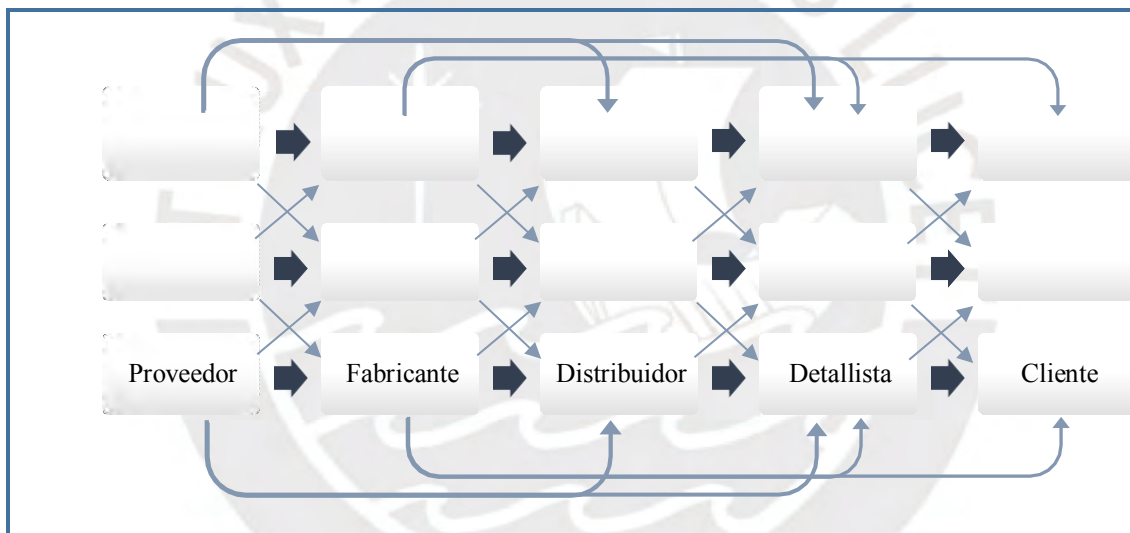 Proveedor
Fabricante
Distribuidor
Detallista
Cliente